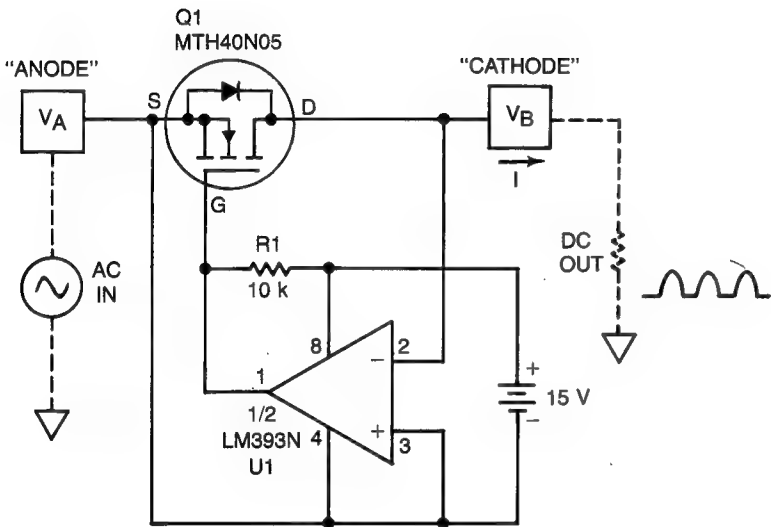 Q1
MTH40N05
"ANODE"
"CATHODE"
VA
S
D
VB
I
G
R1
10 k
AC
IN
DC
OUT
8
2
−
1
+
15 V
−
1/2
LM393N
U1
4
+
3